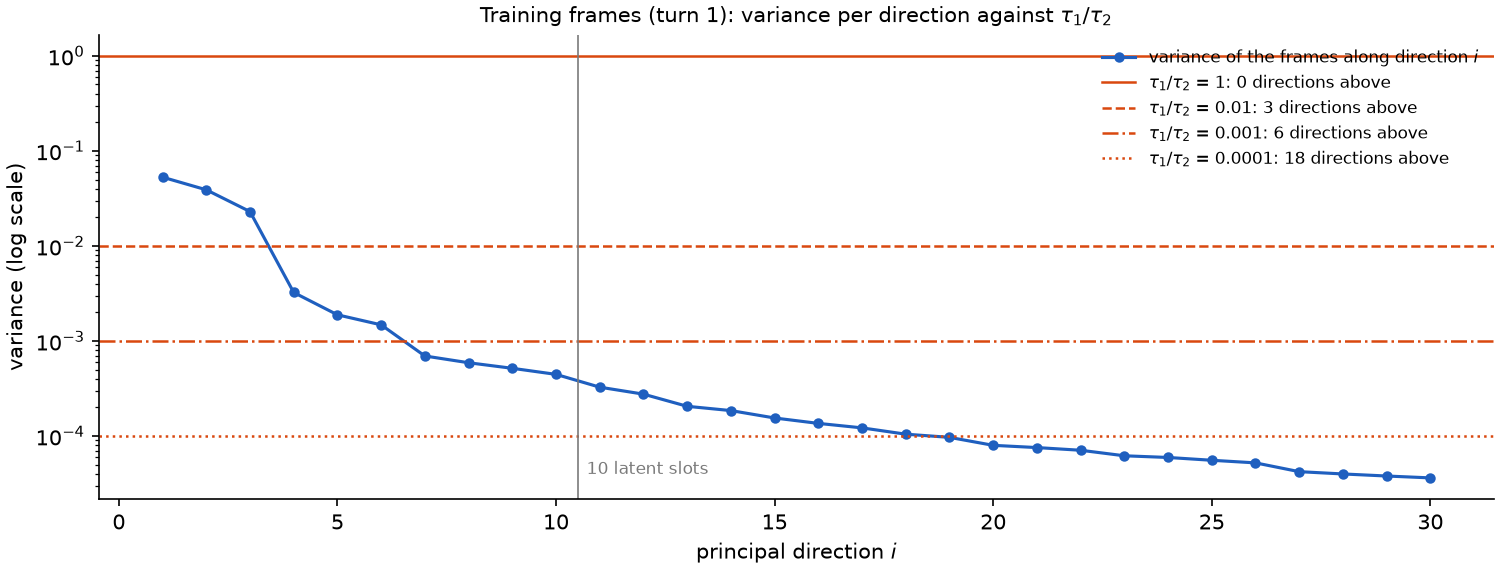 Training frames (turn 1): variance per direction against τ₁/τ₂
variance (log scale)
10⁰
10⁻¹
10⁻²
10⁻³
10⁻⁴
variance of the frames along direction i
τ₁/τ₂ = 1: 0 directions above
τ₁/τ₂ = 0.01: 3 directions above
τ₁/τ₂ = 0.001: 6 directions above
τ₁/τ₂ = 0.0001: 18 directions above
10 latent slots
0 5 10 15 20 25 30
principal direction i